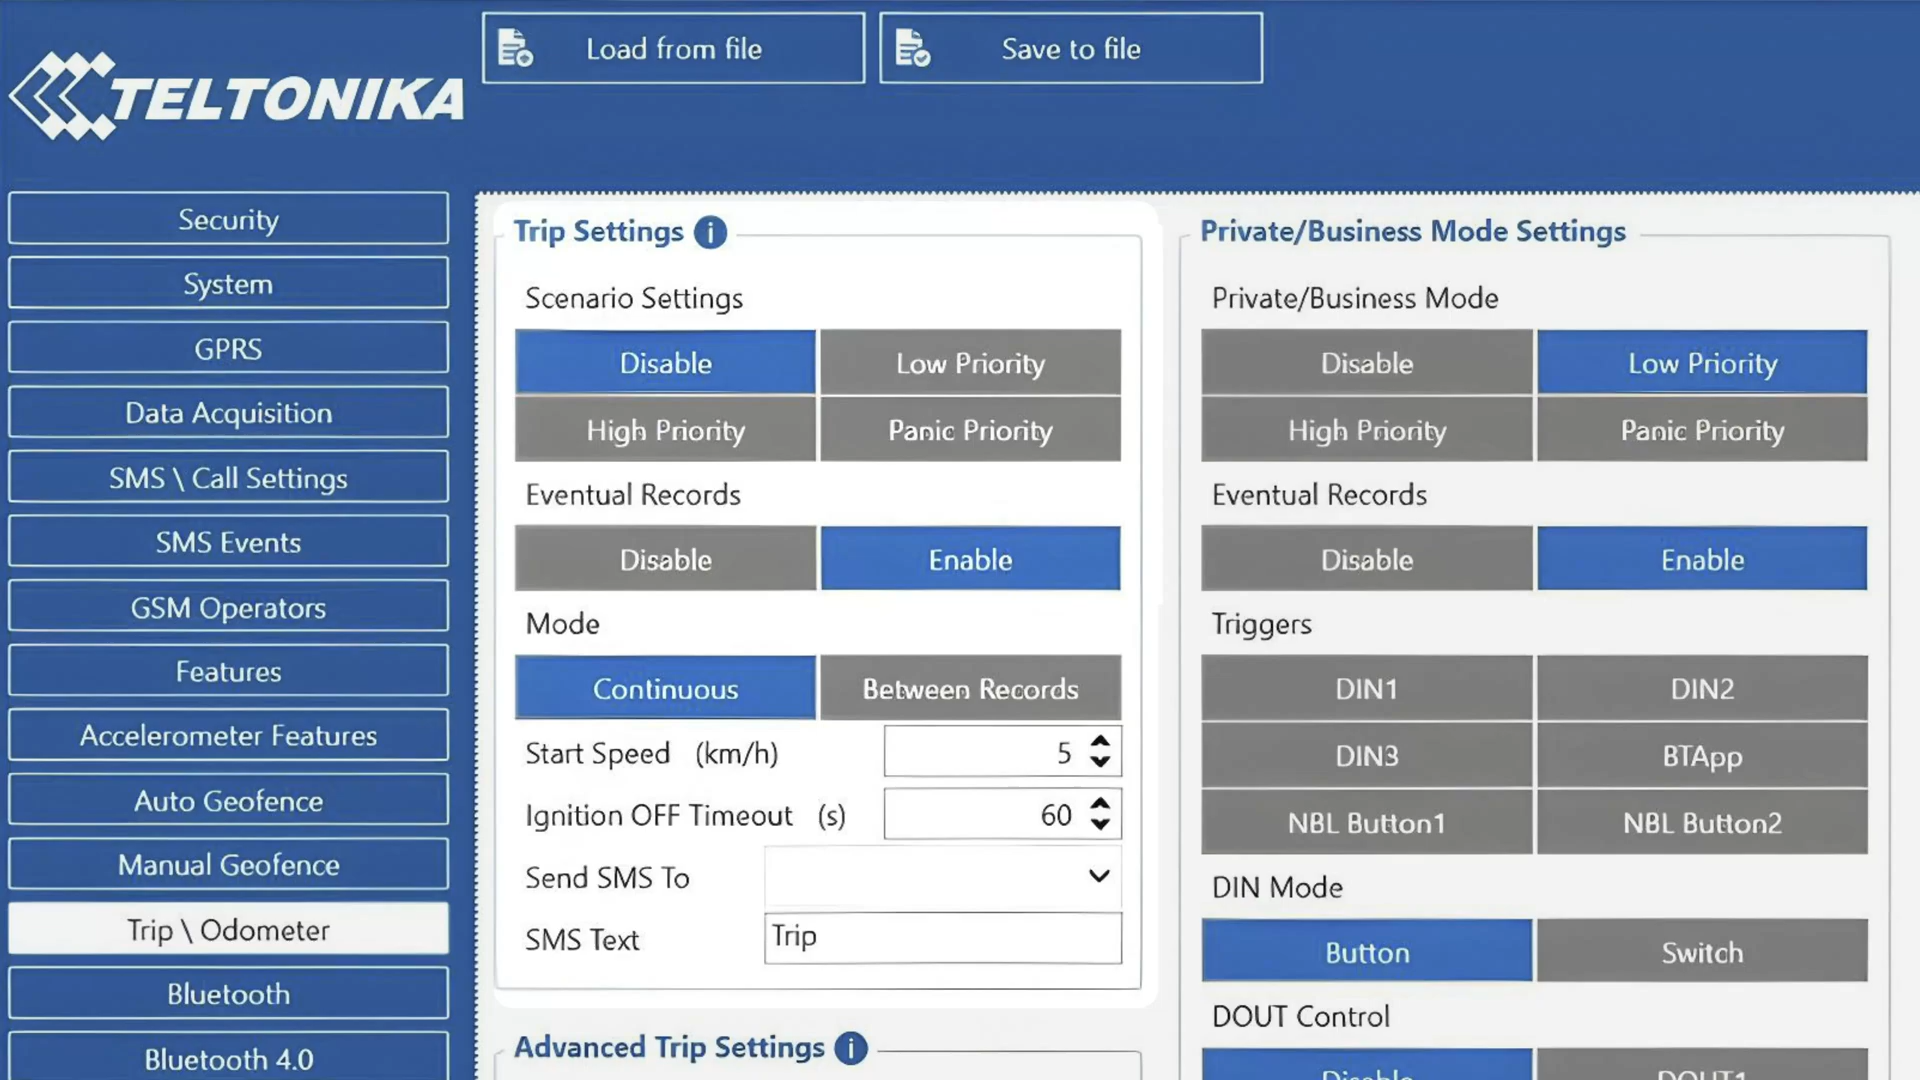 Load from file
Save to file
TELTONIKA
Security
System
GPRS
Data Acquisition
SMS \ Call Settings
SMS Events
GSM Operators
Features
Accelerometer Features
Auto Geofence
Manual Geofence
Trip \ Odometer
Bluetooth
Bluetooth 4.0
Trip Settings i
Scenario Settings
Disable Low Priority
High Priority Panic Priority
Eventual Records
Disable Enable
Mode
Continuous Between Records
Start Speed (km/h) 5
Ignition OFF Timeout (s) 60
Send SMS To
SMS Text Trip
Advanced Trip Settings i
Private/Business Mode Settings
Private/Business Mode
Disable Low Priority
High Priority Panic Priority
Eventual Records
Disable Enable
Triggers
DIN1 DIN2
DIN3 BTApp
NBL Button1 NBL Button2
DIN Mode
Button Switch
DOUT Control
Disable DOUT1